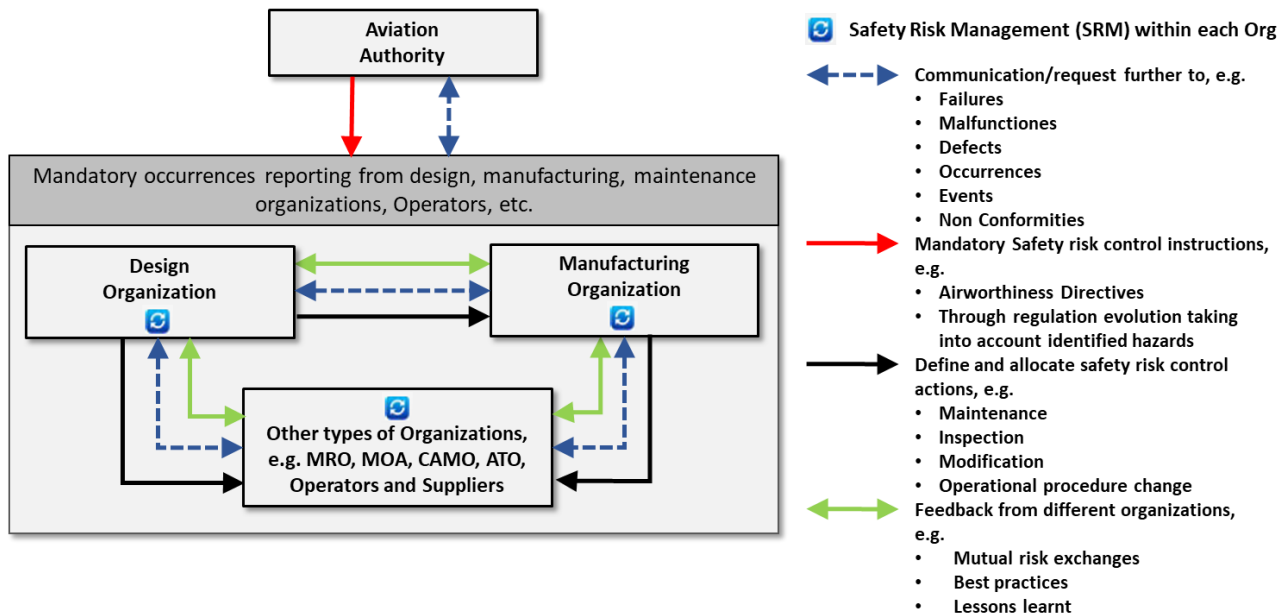 Aviation
Authority
Mandatory occurrences reporting from design, manufacturing, maintenance
organizations, Operators, etc.
Design
Organization
Manufacturing
Organization
Other types of Organizations,
e.g. MRO, MOA, CAMO, ATO,
Operators and Suppliers
Safety Risk Management (SRM) within each Org
Communication/request further to, e.g.
• Failures
• Malfunctiones
• Defects
• Occurrences
• Events
• Non Conformities
Mandatory Safety risk control instructions,
e.g.
• Airworthiness Directives
• Through regulation evolution taking
into account identified hazards
Define and allocate safety risk control
actions, e.g.
• Maintenance
• Inspection
• Modification
• Operational procedure change
Feedback from different organizations,
e.g.
• Mutual risk exchanges
• Best practices
• Lessons learnt